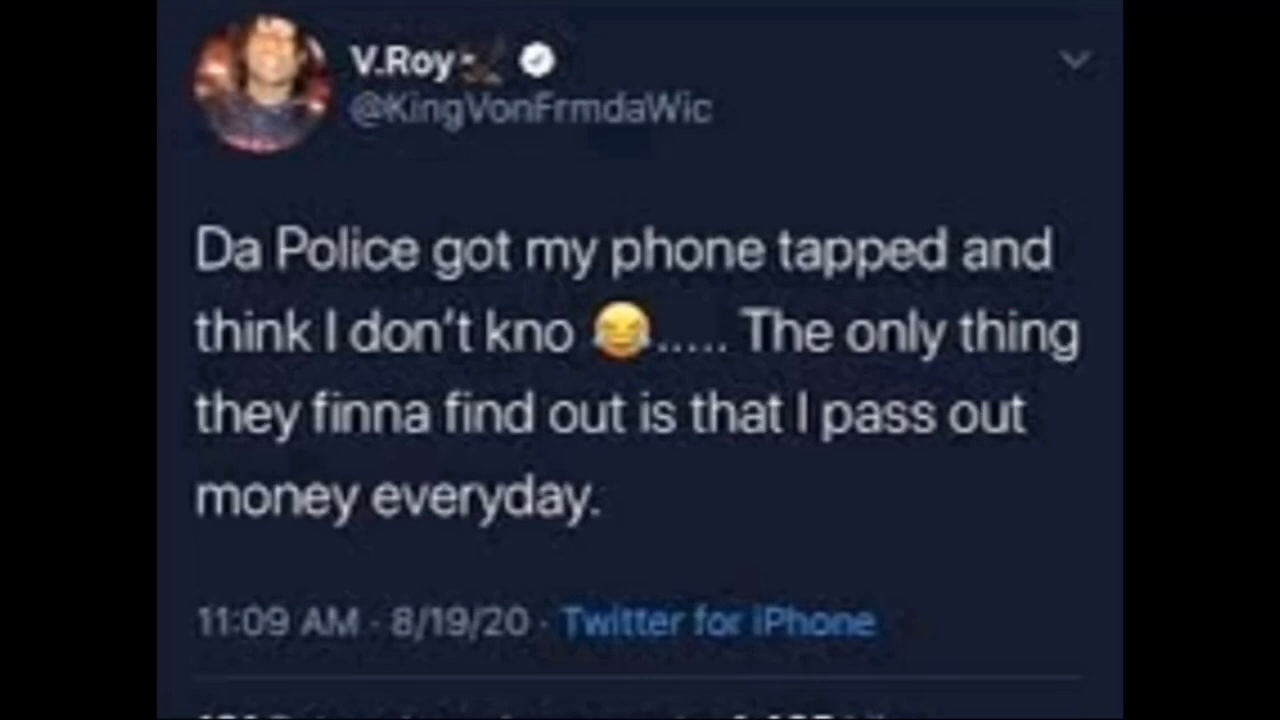 V.Roy
@KingVonFrmdaWic
Da Police got my phone tapped and
think I don't kno 😂..... The only thing
they finna find out is that I pass out
money everyday.
11:09 AM · 8/19/20 · Twitter for iPhone